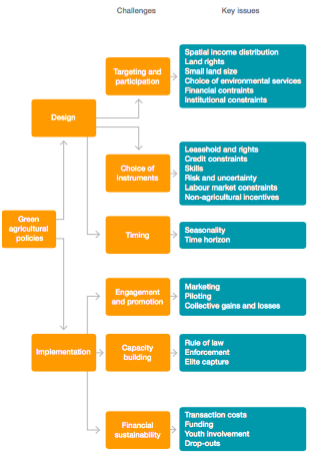 Challenges
Key issues
Targeting and
participation
Spatial income distribution
Land rights
Small land size
Choice of environmental services
Financial contraints
Institutional constraints
Design
Choice of
instruments
Leasehold and rights
Credit constraints
Skills
Risk and uncertainty
Labour market constraints
Non-agricultural incentives
Green
agricultural
policies
Timing
Seasonality
Time horizon
Engagement
and promotion
Marketing
Piloting
Collective gains and losses
Implementation
Capacity
building
Rule of law
Enforcement
Elite capture
Financial
sustainability
Transaction costs
Funding
Youth involvement
Drop-outs